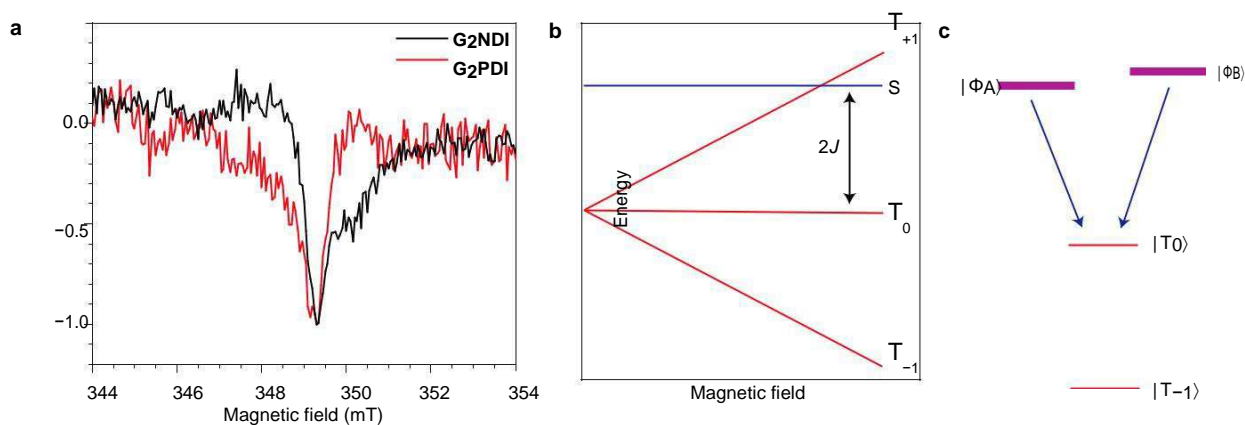 a
G2NDI
G2PDI
0.0
−0.5
−1.0
344
346
348
350
352
354
Magnetic field (mT)
b
T+1
S
2J
Energy
T0
T−1
Magnetic field
c
|ΦA⟩
|ΦB⟩
|T0⟩
|T−1⟩